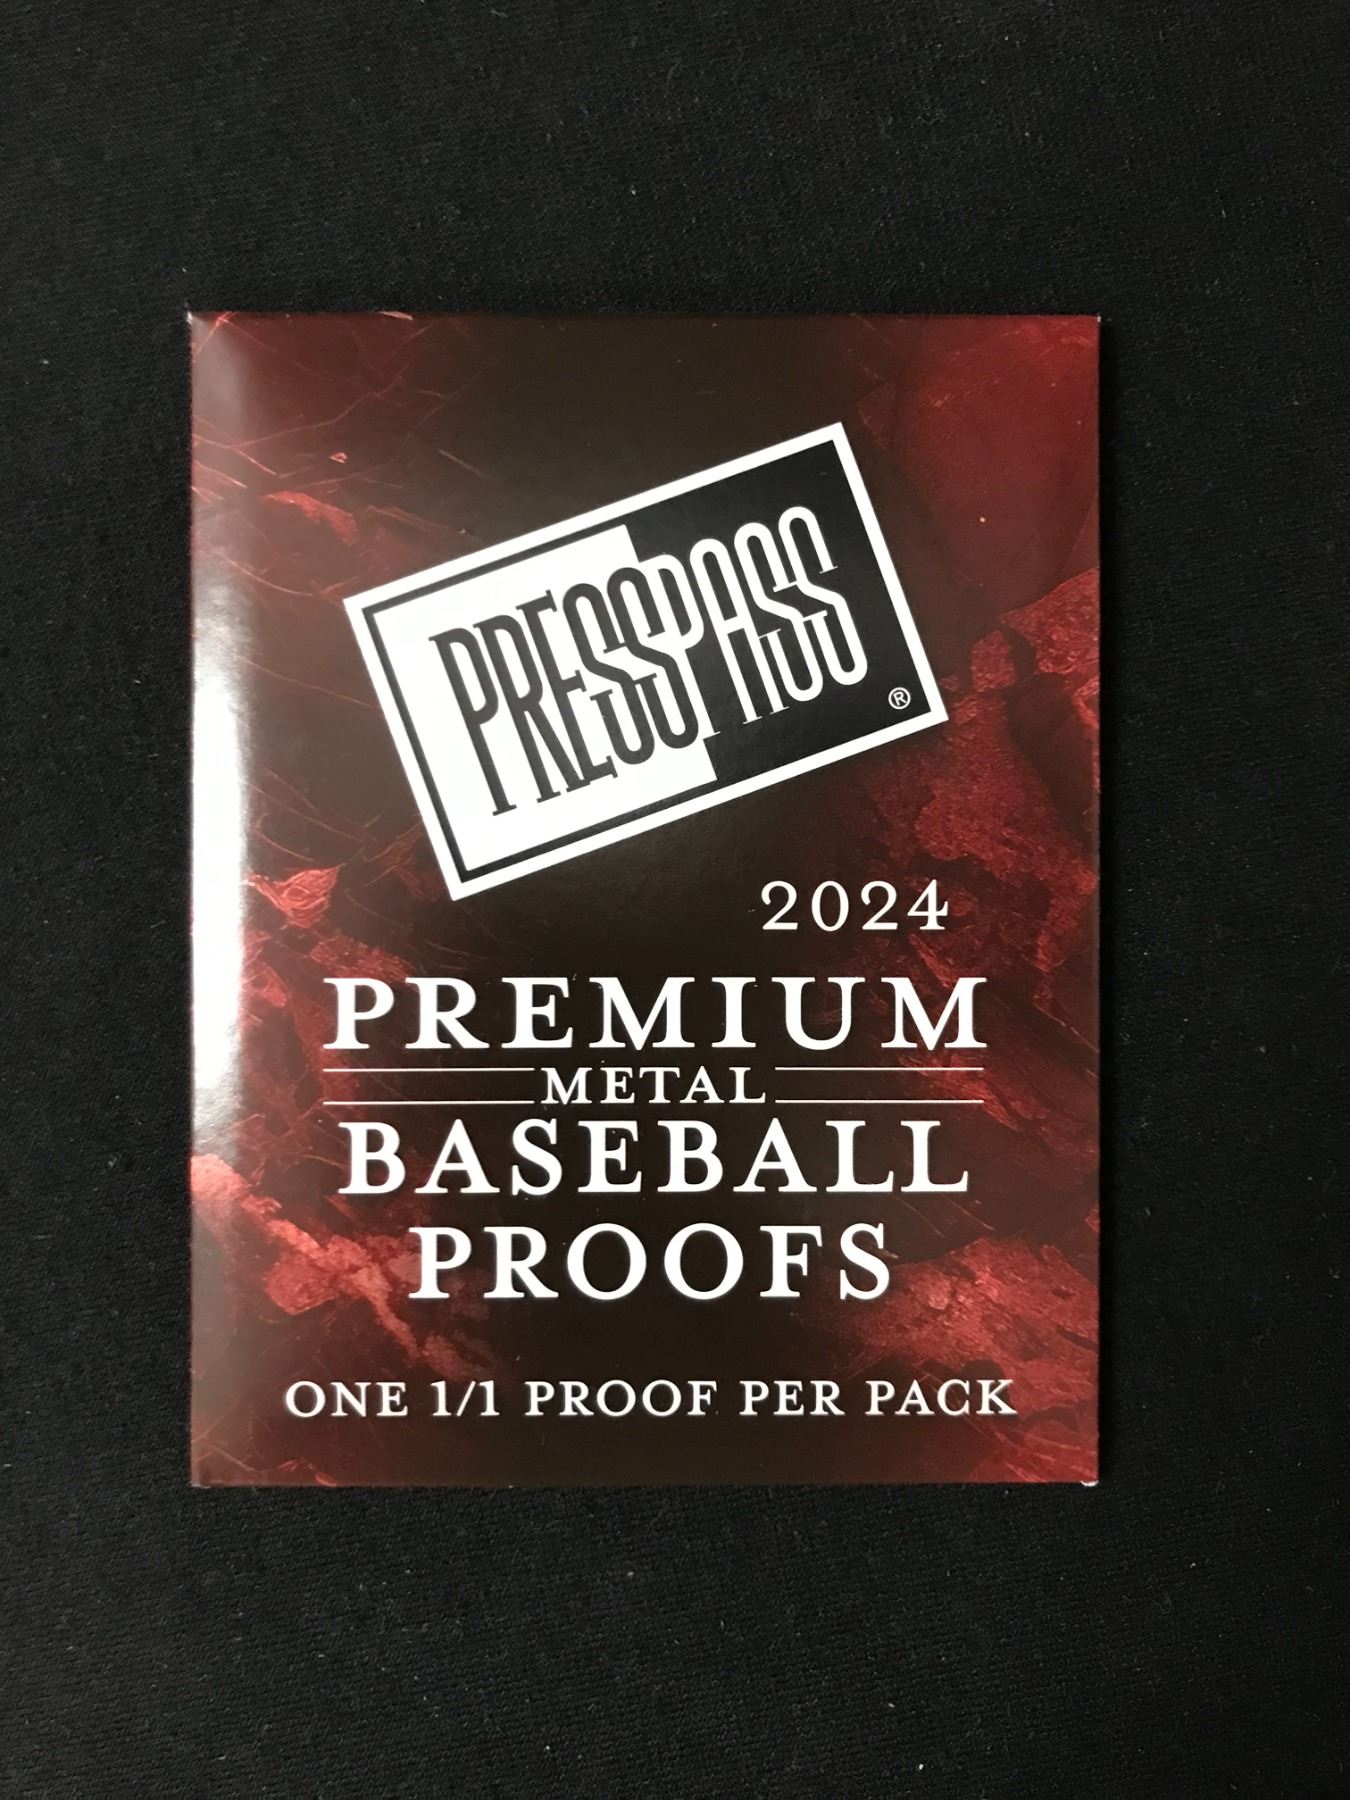 PRESSPASS
®
2024
PREMIUM
METAL
BASEBALL
PROOFS
ONE 1/1 PROOF PER PACK